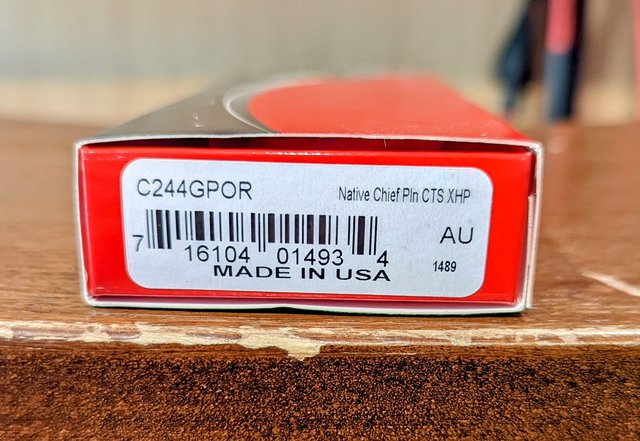 C244GPOR
Native Chief Pln CTS XHP
AU
7 16104 01493 4
MADE IN USA
1489